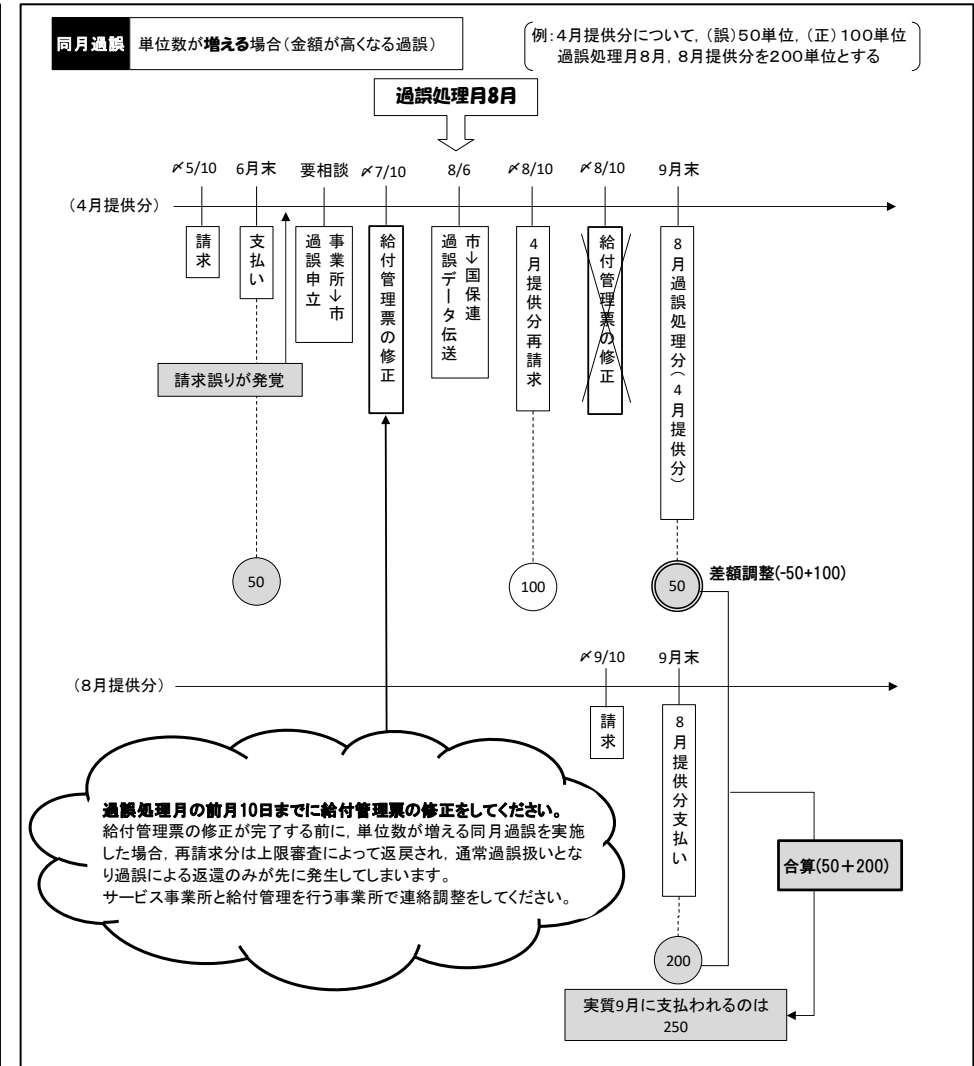 同月過誤 単位数が増える場合(金額が高くなる過誤)
例:4月提供分について,(誤)50単位,(正)100単位
過誤処理月8月,8月提供分を200単位とする
過誤処理月8月
〆5/10 6月末 要相談 〆7/10 8/6 〆8/10 〆8/10 9月末
(4月提供分)
請求
支払い
事業所→市
過誤申立
給付管理票の修正
市→国保連
過誤データ伝送
4月提供分再請求
給付管理票の修正
8月過誤処理分(4月提供分)
請求誤りが発覚
50
100
50
差額調整(-50+100)
〆9/10 9月末
(8月提供分)
請求
8月提供分支払い
過誤処理月の前月10日までに給付管理票の修正をしてください。
給付管理票の修正が完了する前に,単位数が増える同月過誤を実施
した場合,再請求分は上限審査によって返戻され,通常過誤扱いとな
り過誤による返還のみが先に発生してしまいます。
サービス事業所と給付管理を行う事業所で連絡調整をしてください。
合算(50+200)
200
実質9月に支払われるのは
250